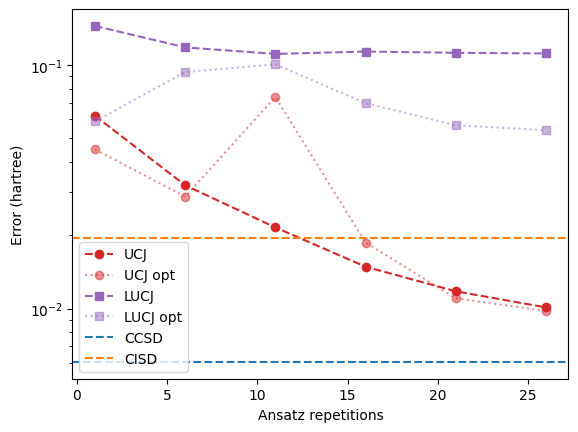 Error (hartree)
10⁻¹
10⁻²
UCJ
UCJ opt
LUCJ
LUCJ opt
CCSD
CISD
0 5 10 15 20 25
Ansatz repetitions